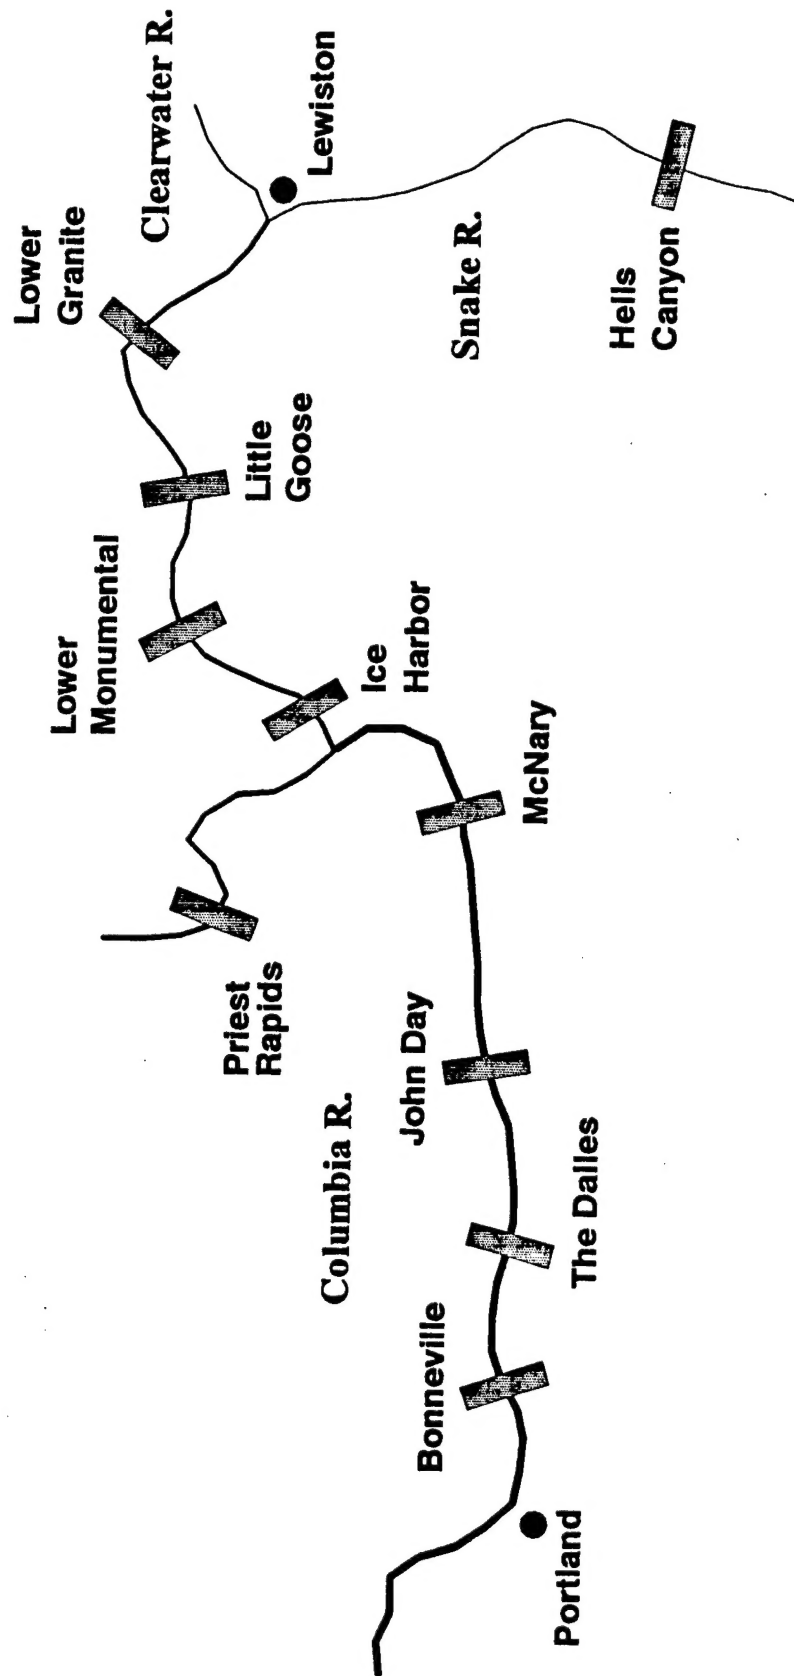 Lower
Granite
Clearwater R.
Lewiston
Lower
Monumental
Little
Goose
Snake R.
Hells
Canyon
Ice
Harbor
Priest
Rapids
McNary
Columbia R.
John Day
The Dalles
Bonneville
Portland